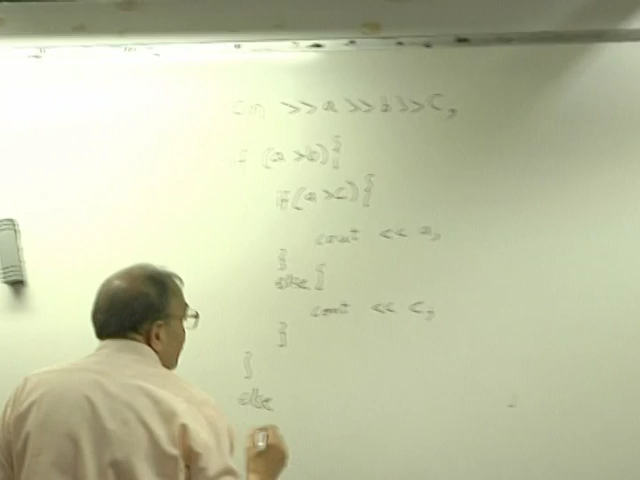 cin >>a>>b>>c;
if (a>b){
if(a>c){
cout << a;
}
else{
cout << c;
}
}
else